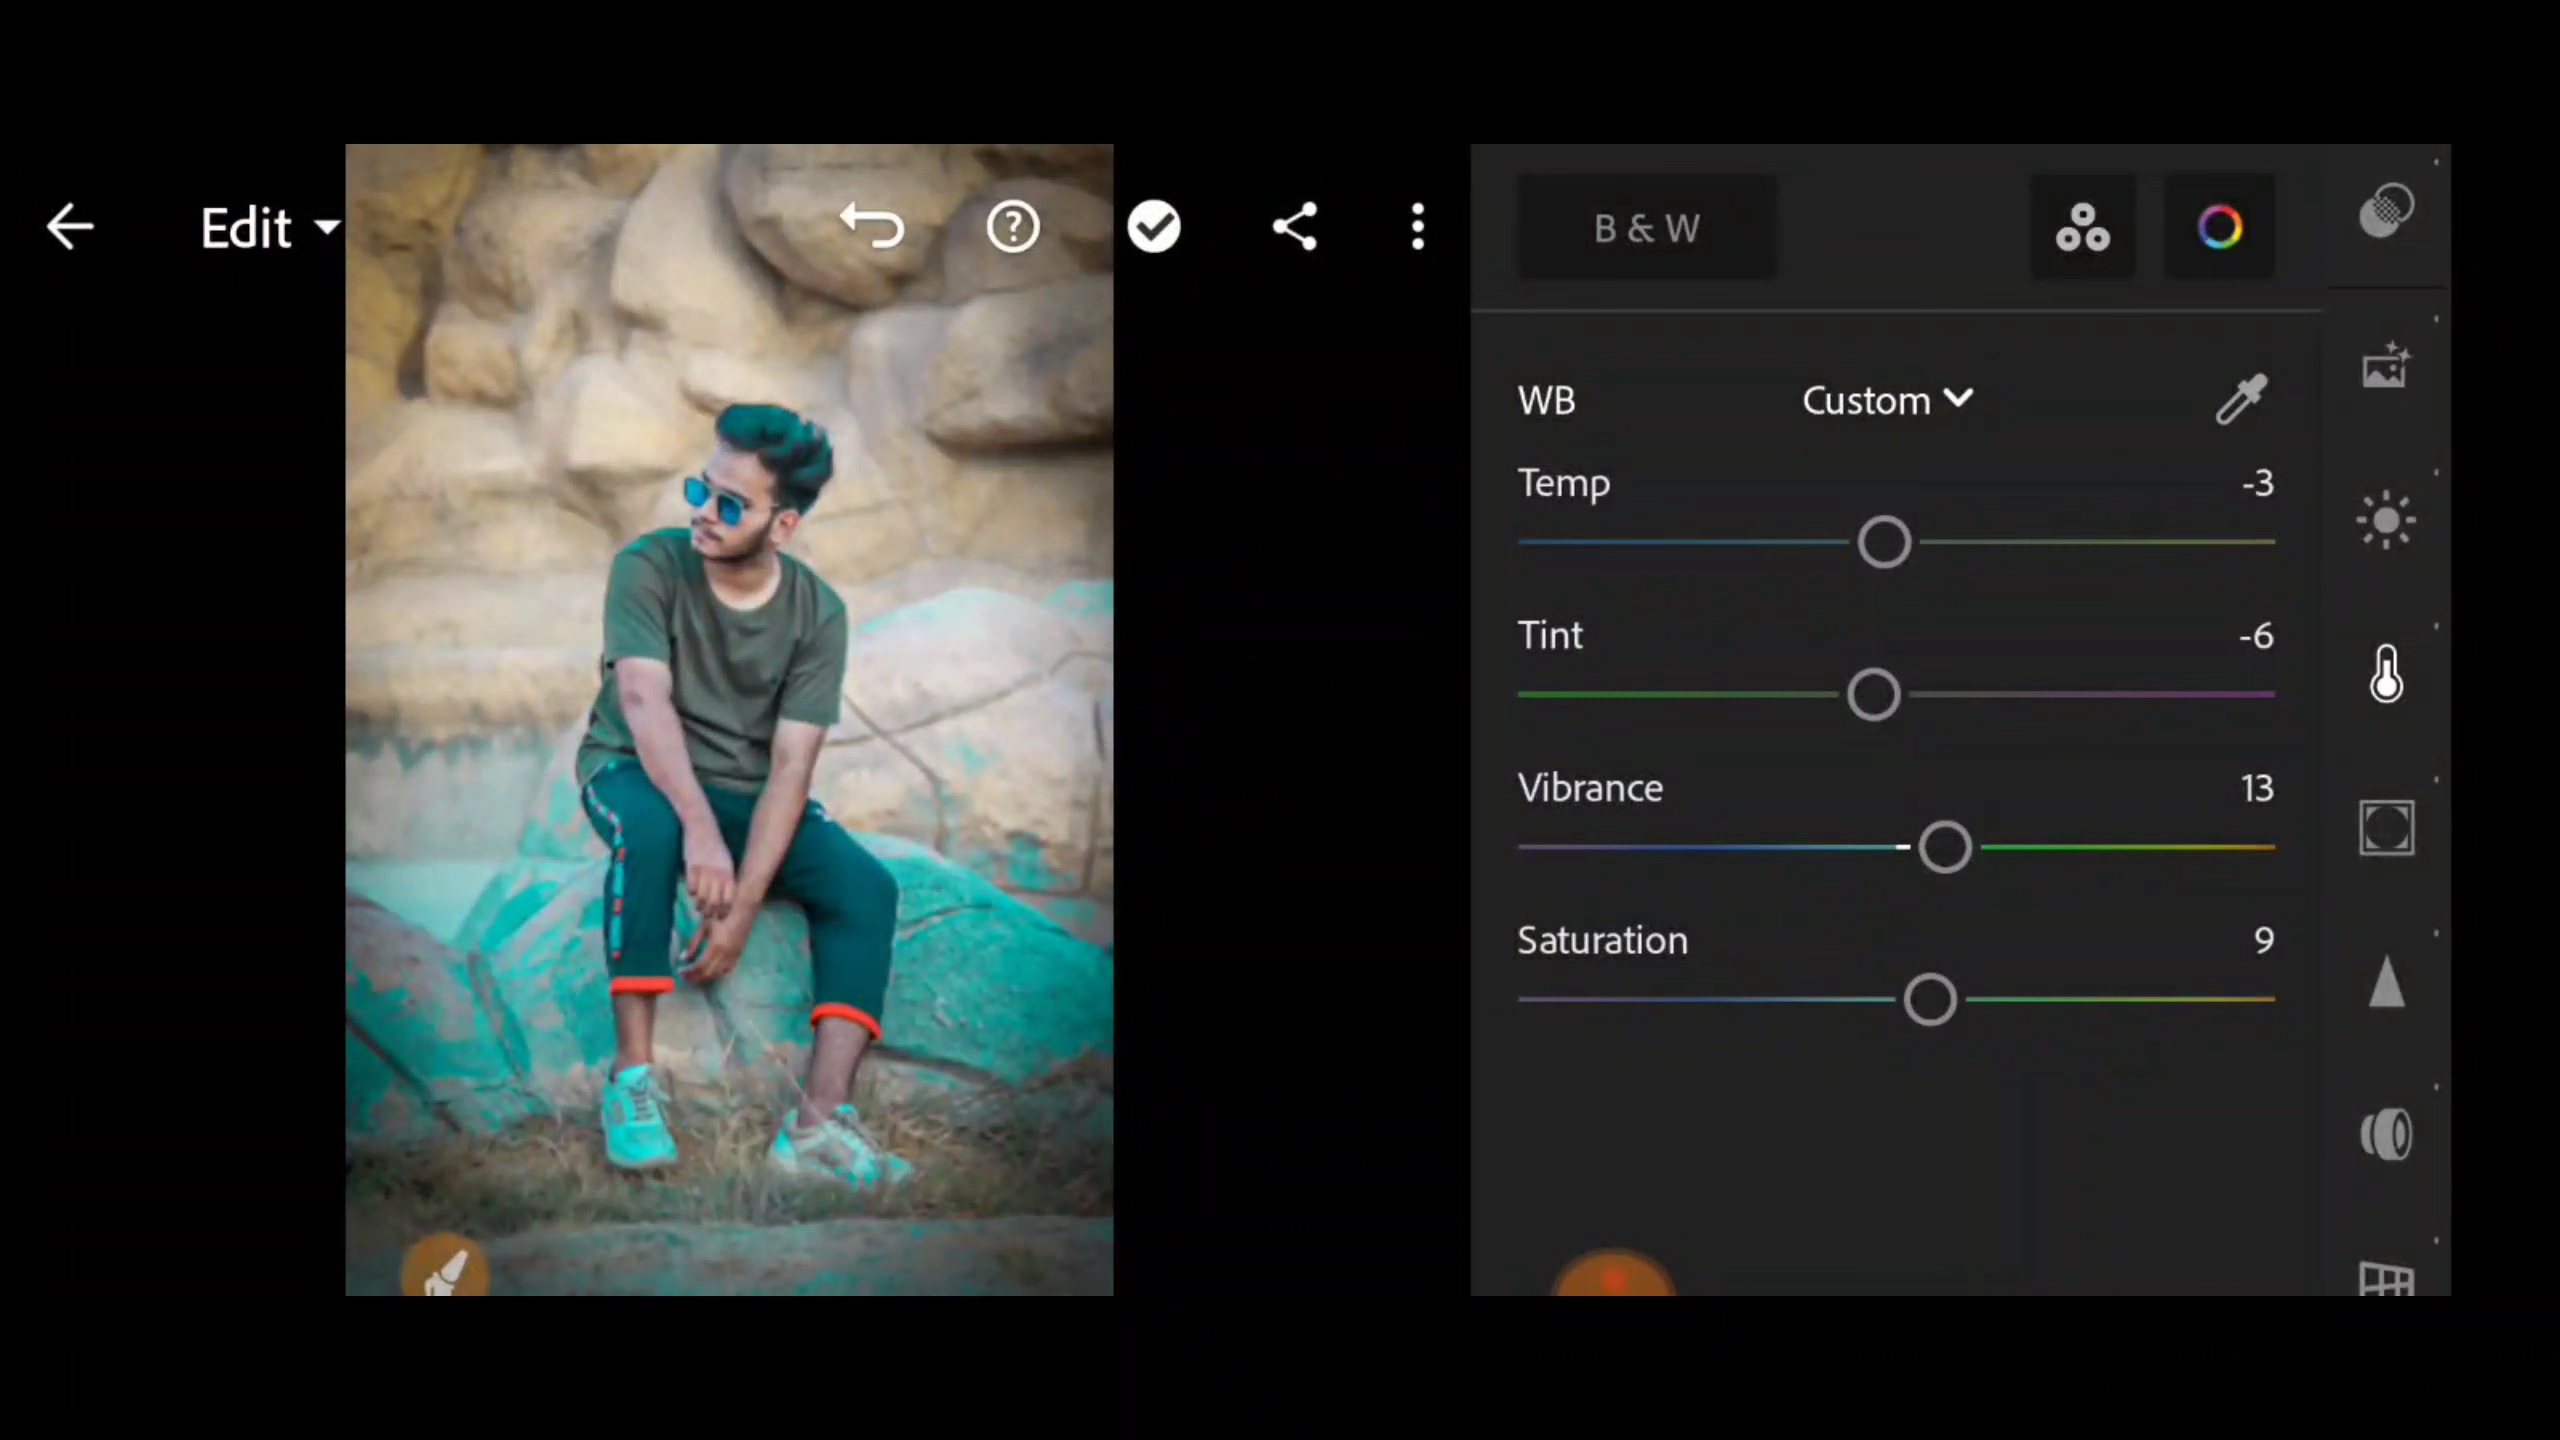 Edit
B & W
WB Custom
Temp -3
Tint -6
Vibrance 13
Saturation 9